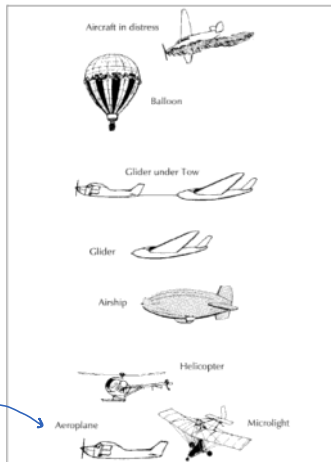 Aircraft in distress
Balloon
Glider under Tow
Glider
Airship
Helicopter
Aeroplane
Microlight